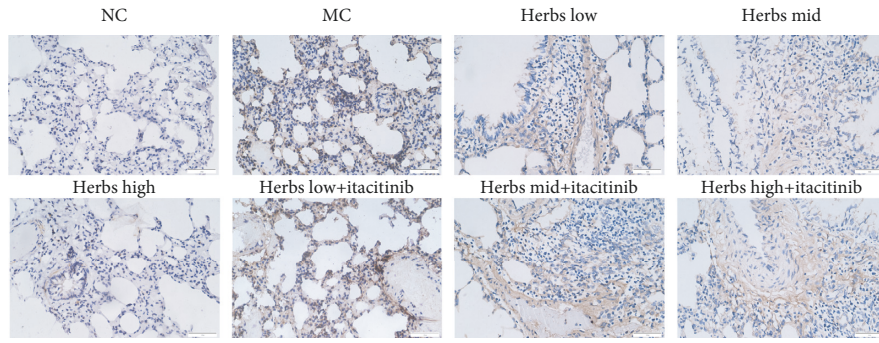 NC
MC
Herbs low
Herbs mid
Herbs high
Herbs low+itacitinib
Herbs mid+itacitinib
Herbs high+itacitinib